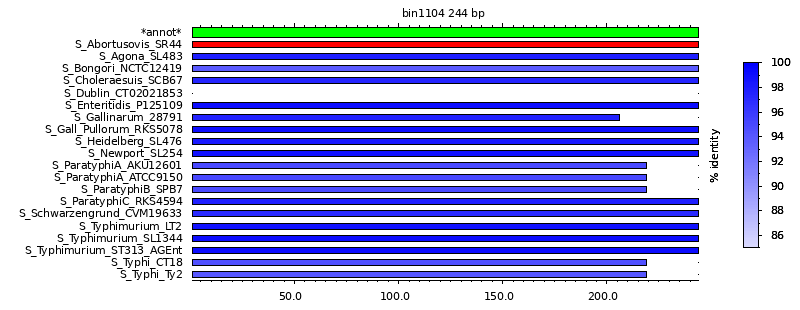 bin1104 244 bp
*annot*
S_Abortusovis_SR44
S_Agona_SL483
S_Bongori_NCTC12419
S_Choleraesuis_SCB67
S_Dublin_CT02021853
S_Enteritidis_P125109
S_Gallinarum_28791
S_Gall_Pullorum_RKS5078
S_Heidelberg_SL476
S_Newport_SL254
S_ParatyphiA_AKU12601
S_ParatyphiA_ATCC9150
S_ParatyphiB_SPB7
S_ParatyphiC_RKS4594
S_Schwarzengrund_CVM19633
S_Typhimurium_LT2
S_Typhimurium_SL1344
S_Typhimurium_ST313_AGEnt
S_Typhi_CT18
S_Typhi_Ty2
50.0 100.0 150.0 200.0
% identity
100
98
96
94
92
90
88
86